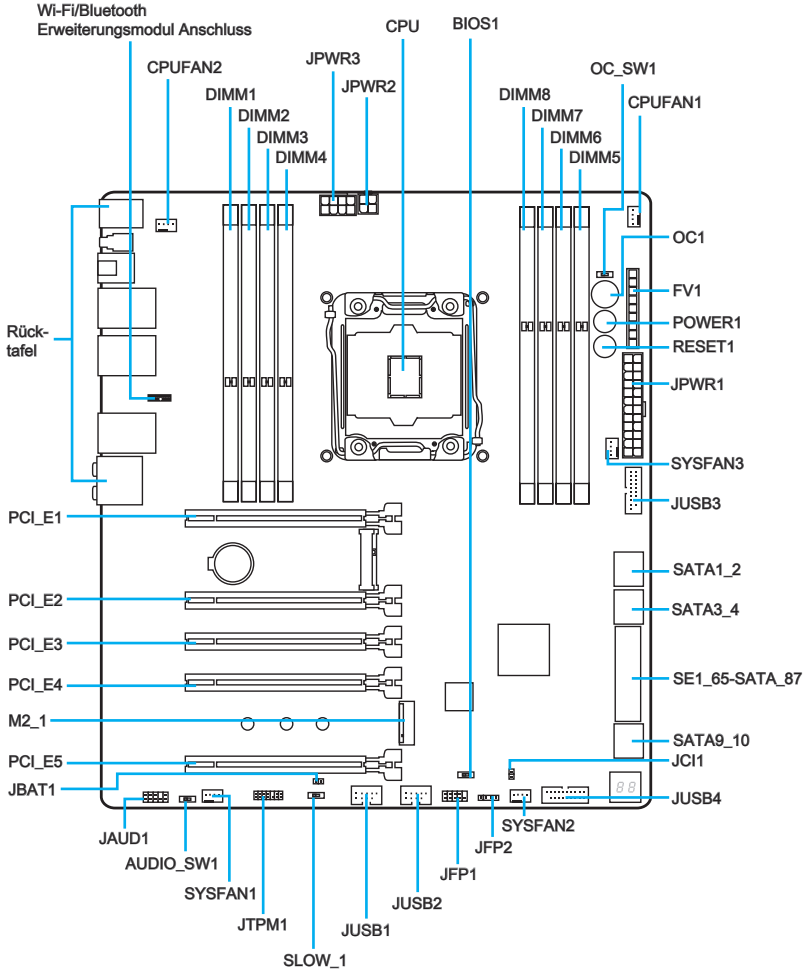 Wi-Fi/Bluetooth
Erweiterungsmodul Anschluss
CPU
BIOS1
CPUFAN2
JPWR3
OC_SW1
JPWR2
DIMM1
DIMM2
DIMM3
DIMM4
DIMM8
DIMM7
DIMM6
DIMM5
CPUFAN1
OC1
FV1
POWER1
RESET1
Rück-
tafel
JPWR1
SYSFAN3
JUSB3
PCI_E1
SATA1_2
PCI_E2
SATA3_4
PCI_E3
PCI_E4
SE1_65-SATA_87
M2_1
SATA9_10
PCI_E5
JCI1
JBAT1
88
JUSB4
JAUD1
AUDIO_SW1
SYSFAN1
JTPM1
SLOW_1
JUSB1
JUSB2
JFP1
JFP2
SYSFAN2